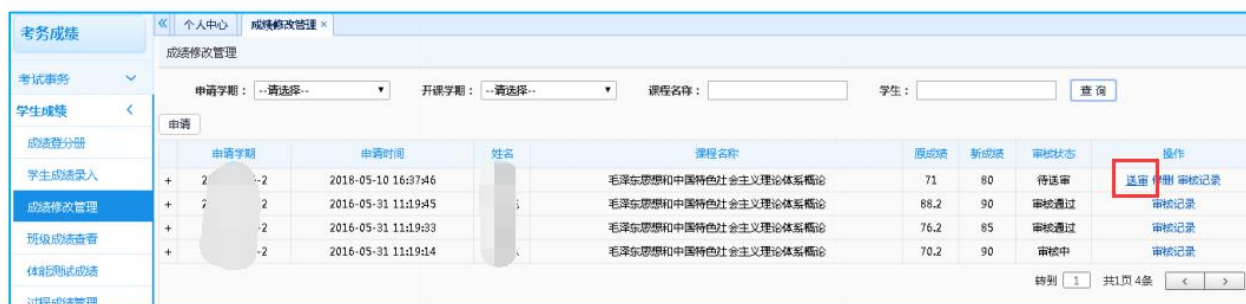 考务成绩
考试事务
学生成绩
成绩登分册
学生成绩录入
成绩修改管理
班级成绩查看
体能测试成绩
过程成绩管理
个人中心 成绩修改管理 ×
成绩修改管理
申请学期： --请选择-- 开课学期： --请选择-- 课程名称： 学生： 查 询
申请
申请学期 申请时间 姓名 课程名称 原成绩 新成绩 审核状态 操作
+ 2 -2 2018-05-10 16:37:46 毛泽东思想和中国特色社会主义理论体系概论 71 80 待送审 送审 修删 审核记录
+ 2 2016-05-31 11:19:45 毛泽东思想和中国特色社会主义理论体系概论 88.2 90 审核通过 审核记录
+ -2 2016-05-31 11:19:33 毛泽东思想和中国特色社会主义理论体系概论 76.2 85 审核通过 审核记录
+ -2 2016-05-31 11:19:14 毛泽东思想和中国特色社会主义理论体系概论 70.2 90 审核中 审核记录
转到 1 共1页 4条 < >